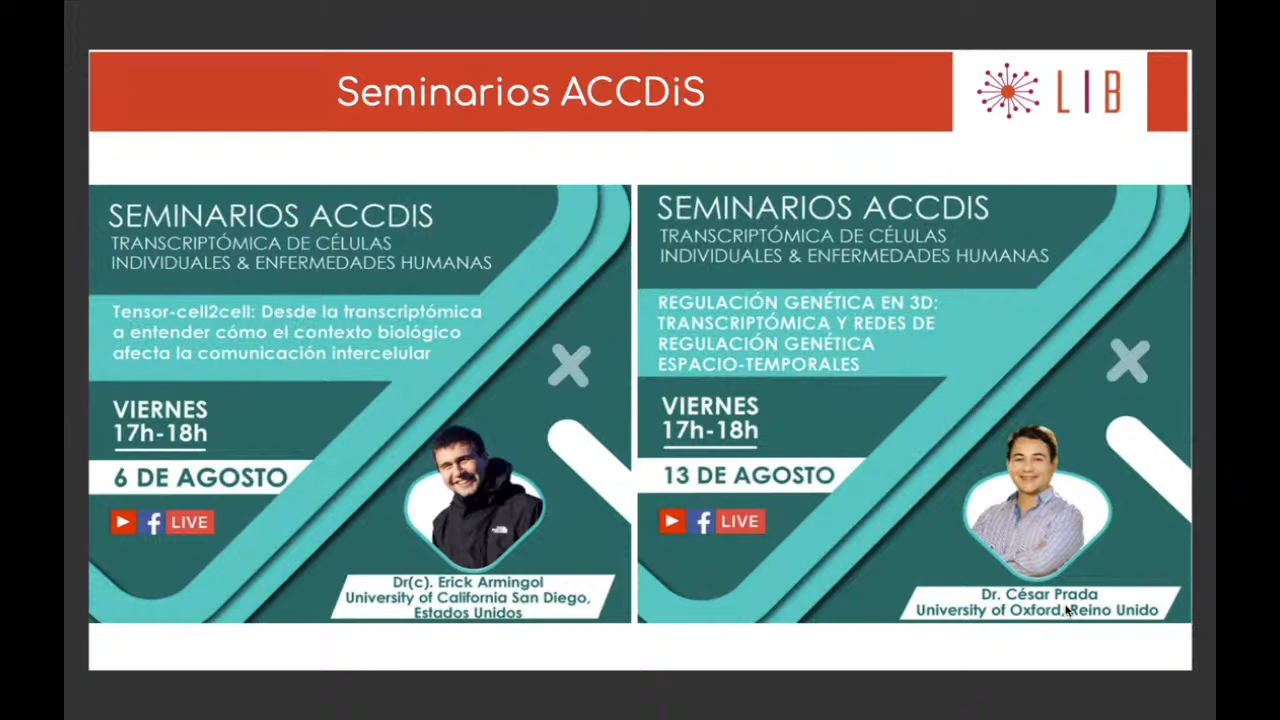 Seminarios ACCDiS
LIB
SEMINARIOS ACCDIS
TRANSCRIPTÓMICA DE CÉLULAS
INDIVIDUALES & ENFERMEDADES HUMANAS
Tensor-cell2cell: Desde la transcriptómica
a entender cómo el contexto biológico
afecta la comunicación intercelular
VIERNES
17h-18h
6 DE AGOSTO
f LIVE
Dr(c). Erick Armingol
University of California San Diego,
Estados Unidos
SEMINARIOS ACCDIS
TRANSCRIPTÓMICA DE CÉLULAS
INDIVIDUALES & ENFERMEDADES HUMANAS
REGULACIÓN GENÉTICA EN 3D:
TRANSCRIPTÓMICA Y REDES DE
REGULACIÓN GENÉTICA
ESPACIO-TEMPORALES
VIERNES
17h-18h
13 DE AGOSTO
f LIVE
Dr. César Prada
University of Oxford, Reino Unido